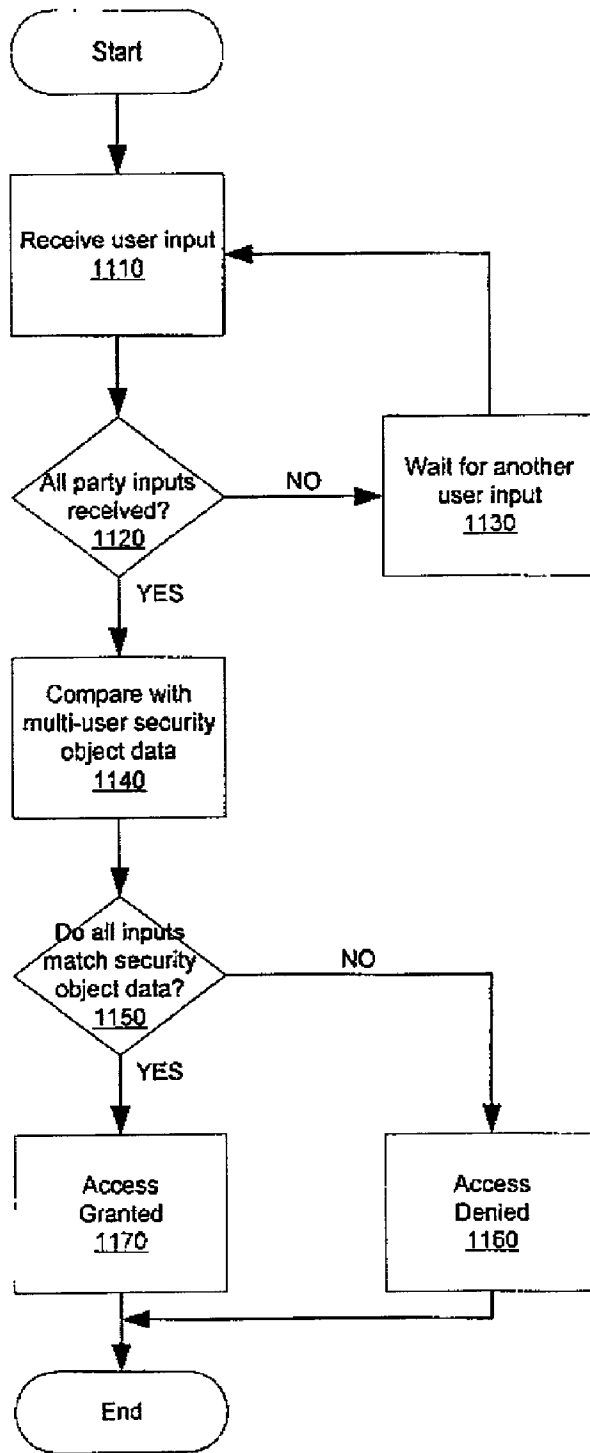 Start
Receive user input
1110
All party inputs
received?
1120
NO
Wait for another
user input
1130
YES
Compare with
multi-user security
object data
1140
Do all inputs
match security
object data?
1150
NO
YES
Access
Granted
1170
Access
Denied
1160
End